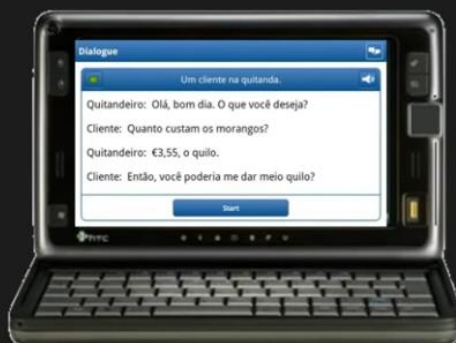 Dialogue
Um cliente na quitanda.
Quitandeiro: Olá, bom dia. O que você deseja?
Cliente: Quanto custam os morangos?
Quitandeiro: €3,55, o quilo.
Cliente: Então, você poderia me dar meio quilo?
Start
hTC